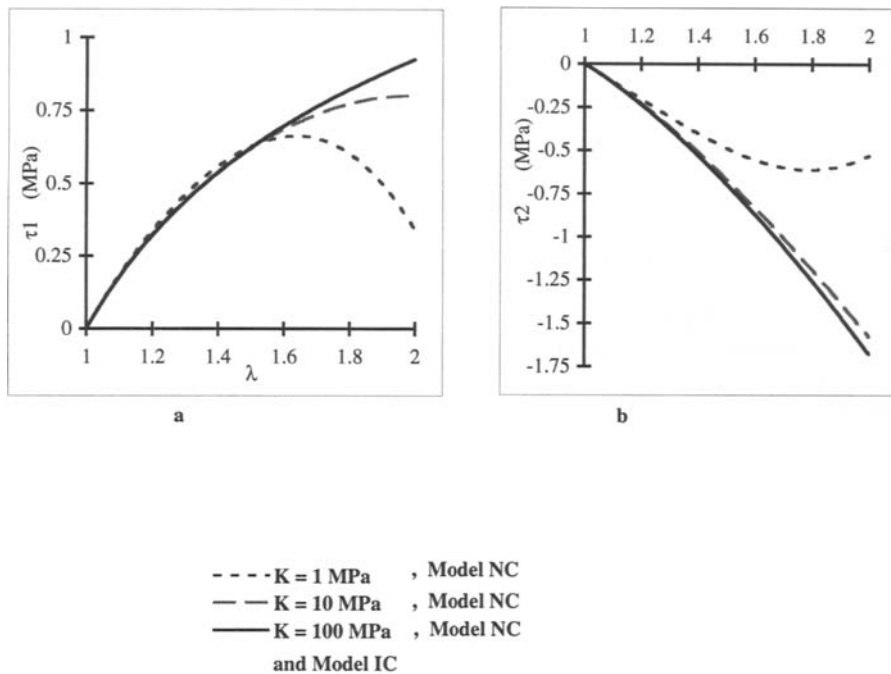 1
0.75
0.5
0.25
0
τ1 (MPa)
1 1.2 1.4 1.6 1.8 2
λ
a
1 1.2 1.4 1.6 1.8 2
0
-0.25
-0.5
-0.75
-1
-1.25
-1.5
-1.75
τ2 (MPa)
b
K = 1 MPa , Model NC
K = 10 MPa , Model NC
K = 100 MPa , Model NC
and Model IC